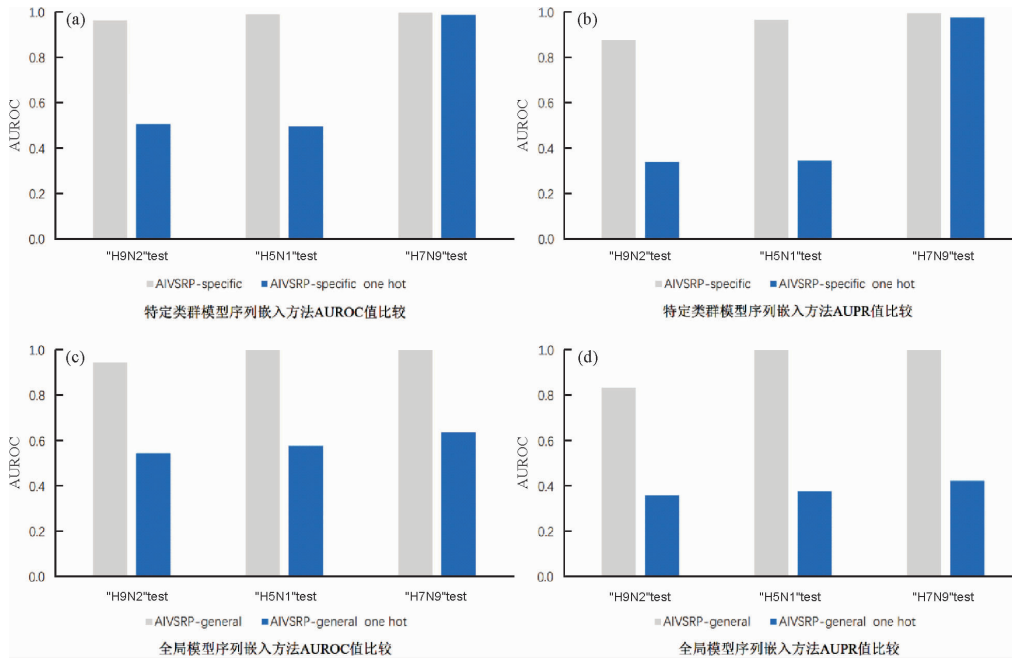 (a)
1.0
0.8
0.6
0.4
0.2
0.0
AUROC
"H9N2"test
"H5N1"test
"H7N9"test
AIVSRP-specific
AIVSRP-specific one hot
特定类群模型序列嵌入方法AUROC值比较
(b)
1.0
0.8
0.6
0.4
0.2
0.0
AUROC
"H9N2"test
"H5N1"test
"H7N9"test
AIVSRP-specific
AIVSRP-specific one hot
特定类群模型序列嵌入方法AUPR值比较
(c)
1.0
0.8
0.6
0.4
0.2
0.0
AUROC
"H9N2"test
"H5N1"test
"H7N9"test
AIVSRP-general
AIVSRP-general one hot
全局模型序列嵌入方法AUROC值比较
(d)
1.0
0.8
0.6
0.4
0.2
0.0
AUROC
"H9N2"test
"H5N1"test
"H7N9"test
AIVSRP-general
AIVSRP-general one hot
全局模型序列嵌入方法AUPR值比较